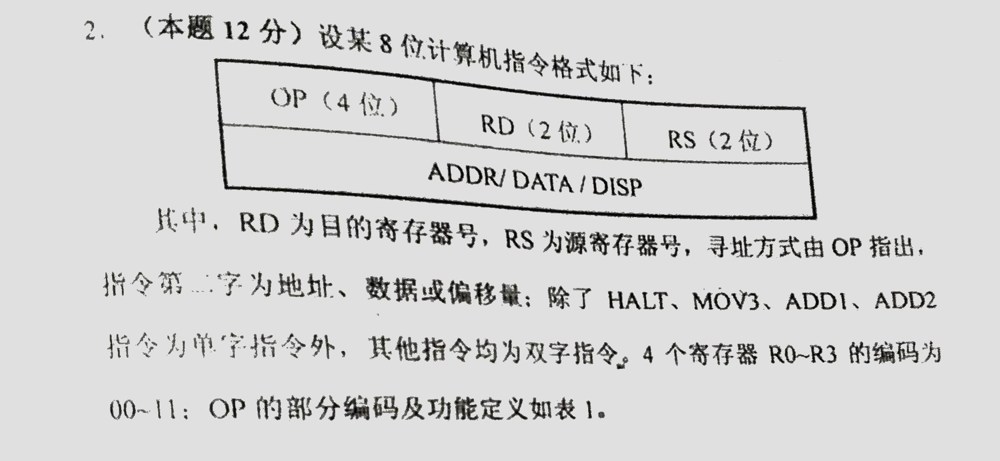 2. （本题 12 分）设某 8 位计算机指令格式如下：
OP（4 位） RD（2 位） RS（2 位）
ADDR/ DATA / DISP
其中，RD 为目的寄存器号，RS 为源寄存器号，寻址方式由 OP 指出，
指令第二字为地址、数据或偏移量；除了 HALT、MOV3、ADD1、ADD2
指令为单字指令外，其他指令均为双字指令。4 个寄存器 R0~R3 的编码为
00~11；OP 的部分编码及功能定义如表 1。